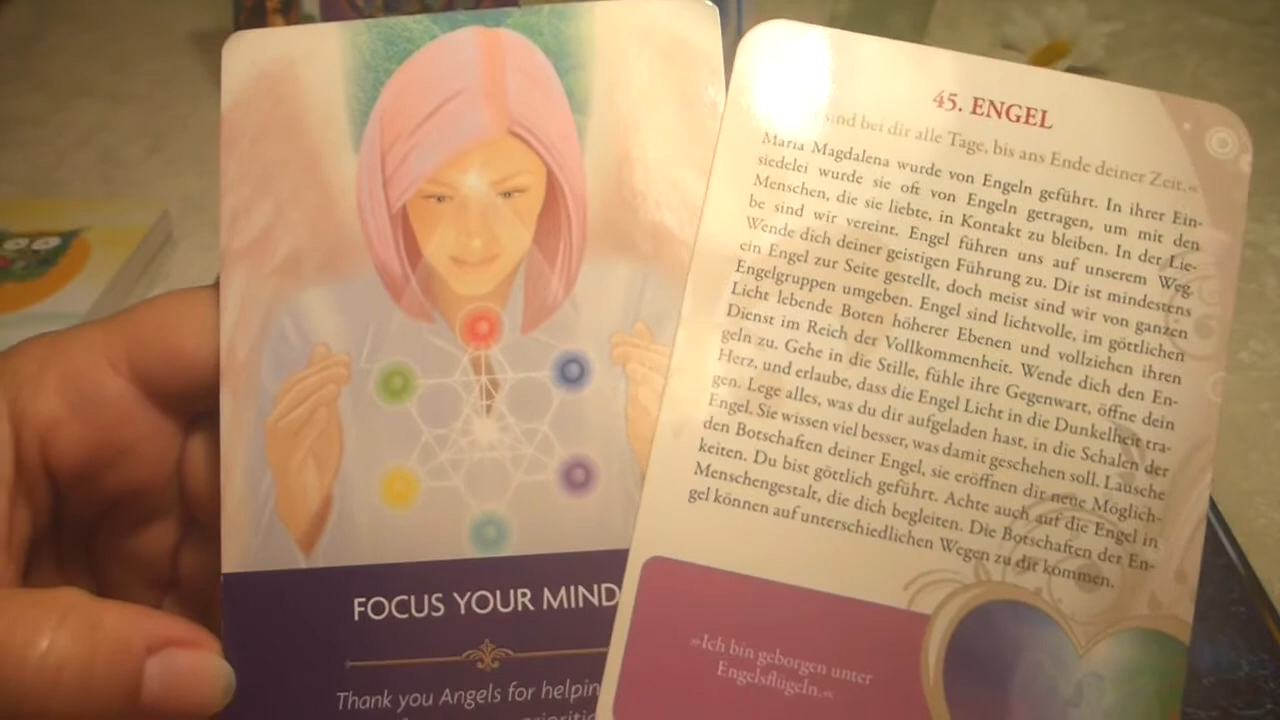 FOCUS YOUR MIND
Thank you Angels for helpin
45. ENGEL
sind bei dir alle Tage, bis ans Ende deiner Zeit.«
Maria Magdalena wurde von Engeln geführt. In ihrer Ein-
siedelei wurde sie oft von Engeln getragen, um mit den
Menschen, die sie liebte, in Kontakt zu bleiben. In der Lie-
be sind wir vereint. Engel führen uns auf unserem Weg.
Wende dich deiner geistigen Führung zu. Dir ist mindestens
ein Engel zur Seite gestellt, doch meist sind wir von ganzen
Engelgruppen umgeben. Engel sind lichtvolle, im göttlichen
Licht lebende Boten höherer Ebenen und vollziehen ihren
Dienst im Reich der Vollkommenheit. Wende dich den En-
geln zu. Gehe in die Stille, fühle ihre Gegenwart, öffne dein
Herz, und erlaube, dass die Engel Licht in die Dunkelheit tra-
gen. Lege alles, was du dir aufgeladen hast, in die Schalen der
Engel. Sie wissen viel besser, was damit geschehen soll. Lausche
den Botschaften deiner Engel, sie eröffnen dir neue Möglich-
keiten. Du bist göttlich geführt. Achte auch auf die Engel in
Menschengestalt, die dich begleiten. Die Botschaften der En-
gel können auf unterschiedlichen Wegen zu dir kommen.
»Ich bin geborgen unter
Engelsflügeln.«